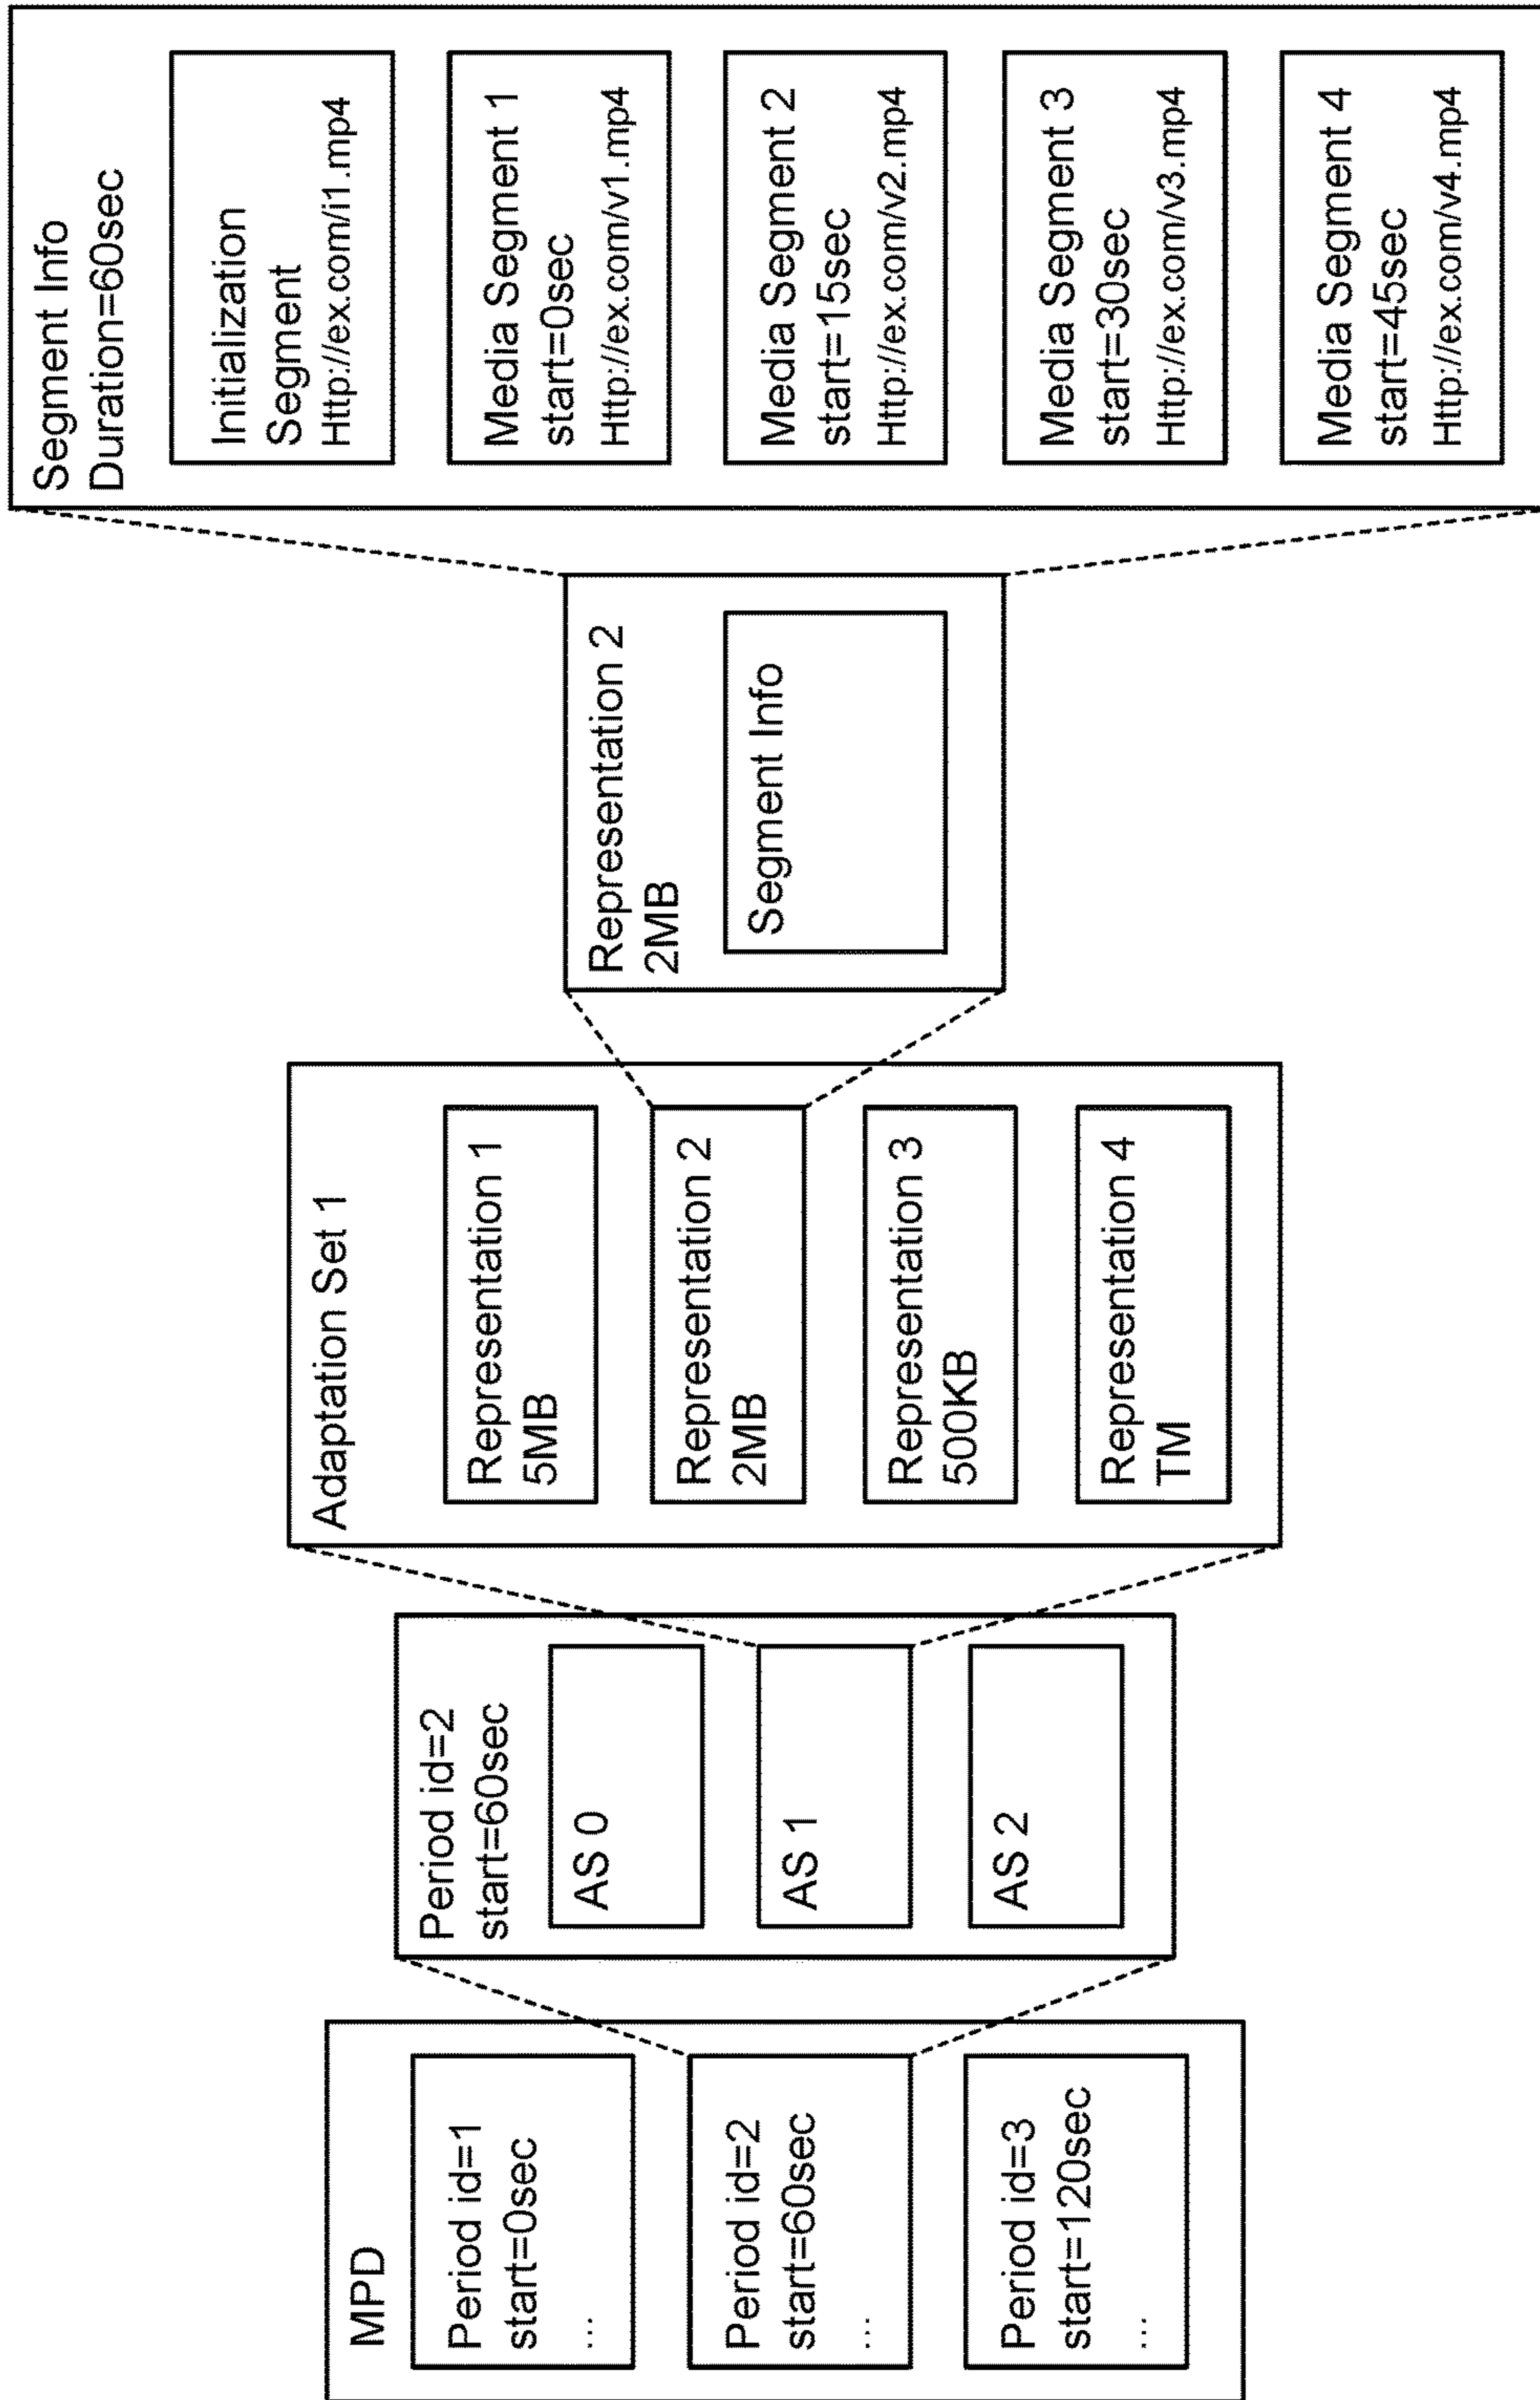 MPD
Period id=1
start=0sec
...
Period id=2
start=60sec
...
Period id=3
start=120sec
...
Period id=2
start=60sec
AS 0
AS 1
AS 2
Adaptation Set 1
Representation 1
5MB
Representation 2
2MB
Representation 3
500KB
Representation 4
TM
Representation 2
2MB
Segment Info
Segment Info
Duration=60sec
Initialization
Segment
Http://ex.com/i1.mp4
Media Segment 1
start=0sec
Http://ex.com/v1.mp4
Media Segment 2
start=15sec
Http://ex.com/v2.mp4
Media Segment 3
start=30sec
Http://ex.com/v3.mp4
Media Segment 4
start=45sec
Http://ex.com/v4.mp4